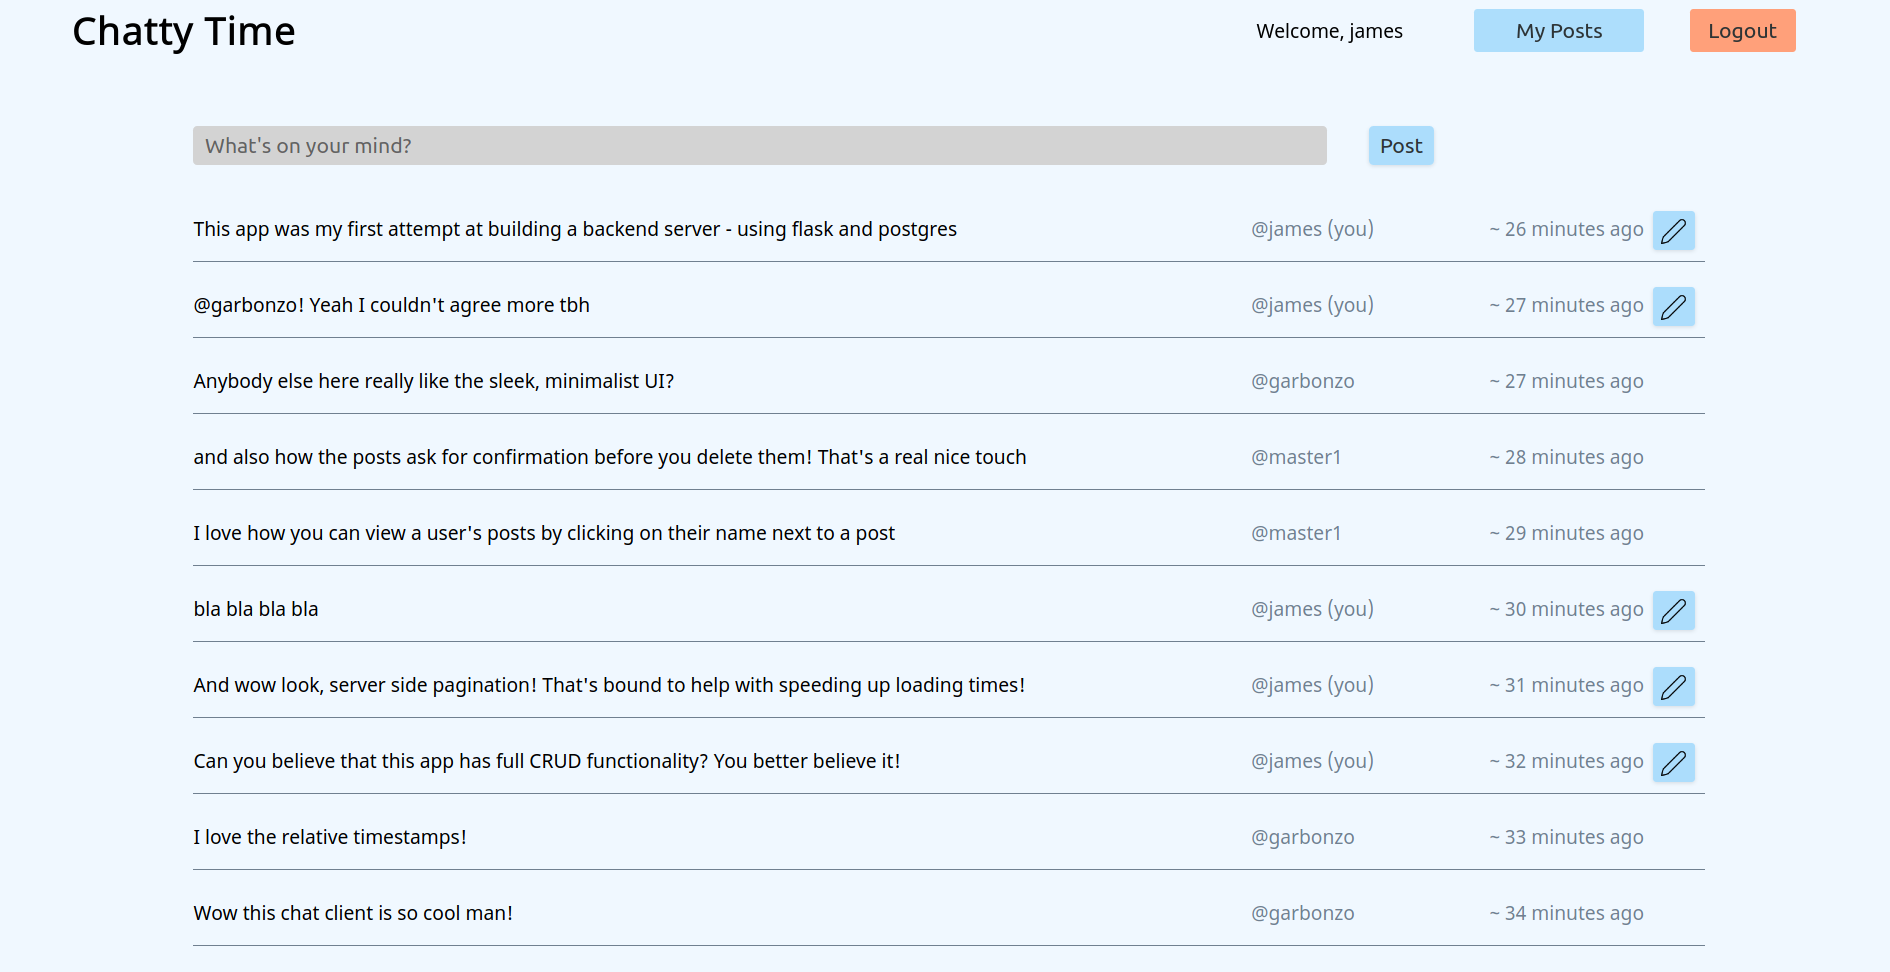 Chatty Time Welcome, james My Posts Logout
What's on your mind? Post
This app was my first attempt at building a backend server - using flask and postgres @james (you) ~ 26 minutes ago
@garbonzo! Yeah I couldn't agree more tbh @james (you) ~ 27 minutes ago
Anybody else here really like the sleek, minimalist UI? @garbonzo ~ 27 minutes ago
and also how the posts ask for confirmation before you delete them! That's a real nice touch @master1 ~ 28 minutes ago
I love how you can view a user's posts by clicking on their name next to a post @master1 ~ 29 minutes ago
bla bla bla bla @james (you) ~ 30 minutes ago
And wow look, server side pagination! That's bound to help with speeding up loading times! @james (you) ~ 31 minutes ago
Can you believe that this app has full CRUD functionality? You better believe it! @james (you) ~ 32 minutes ago
I love the relative timestamps! @garbonzo ~ 33 minutes ago
Wow this chat client is so cool man! @garbonzo ~ 34 minutes ago